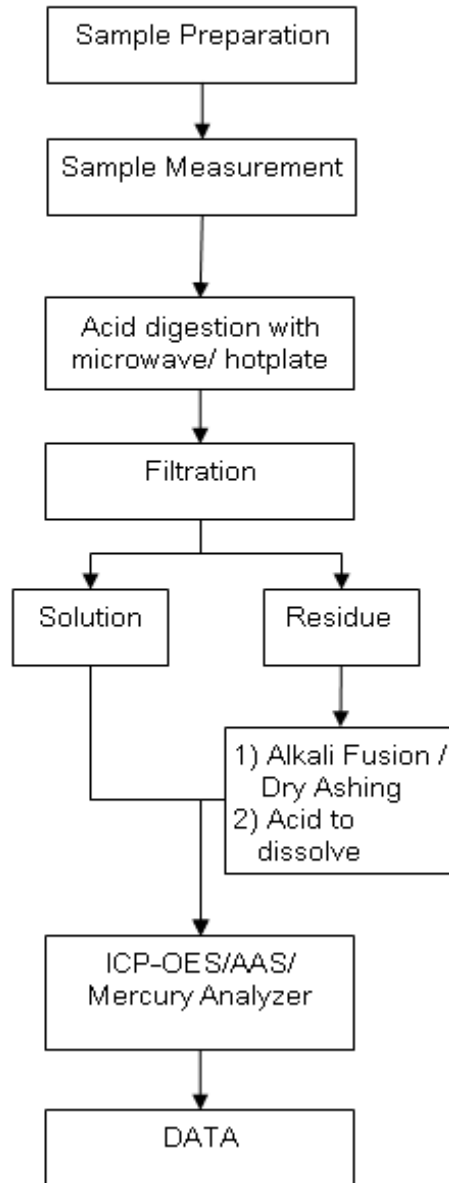 Sample Preparation
Sample Measurement
Acid digestion with
microwave/ hotplate
Filtration
Solution
Residue
1) Alkali Fusion /
Dry Ashing
2) Acid to
dissolve
ICP-OES/AAS/
Mercury Analyzer
DATA